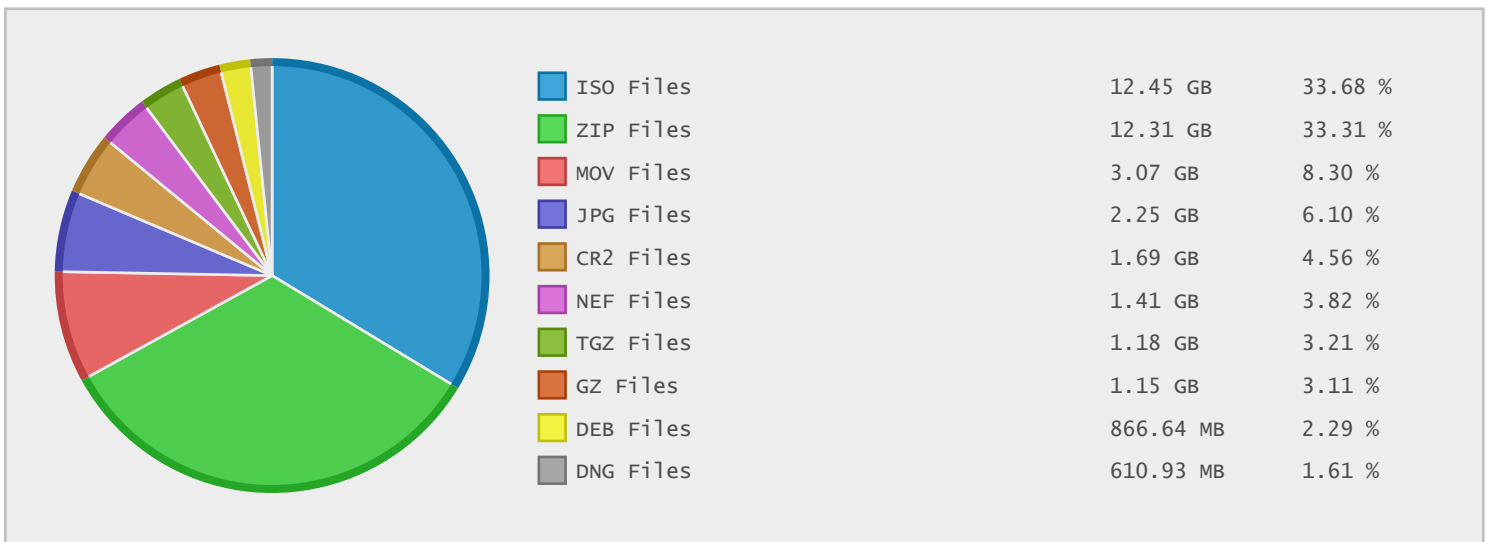 ISO Files 12.45 GB 33.68 %
ZIP Files 12.31 GB 33.31 %
MOV Files 3.07 GB 8.30 %
JPG Files 2.25 GB 6.10 %
CR2 Files 1.69 GB 4.56 %
NEF Files 1.41 GB 3.82 %
TGZ Files 1.18 GB 3.21 %
GZ Files 1.15 GB 3.11 %
DEB Files 866.64 MB 2.29 %
DNG Files 610.93 MB 1.61 %